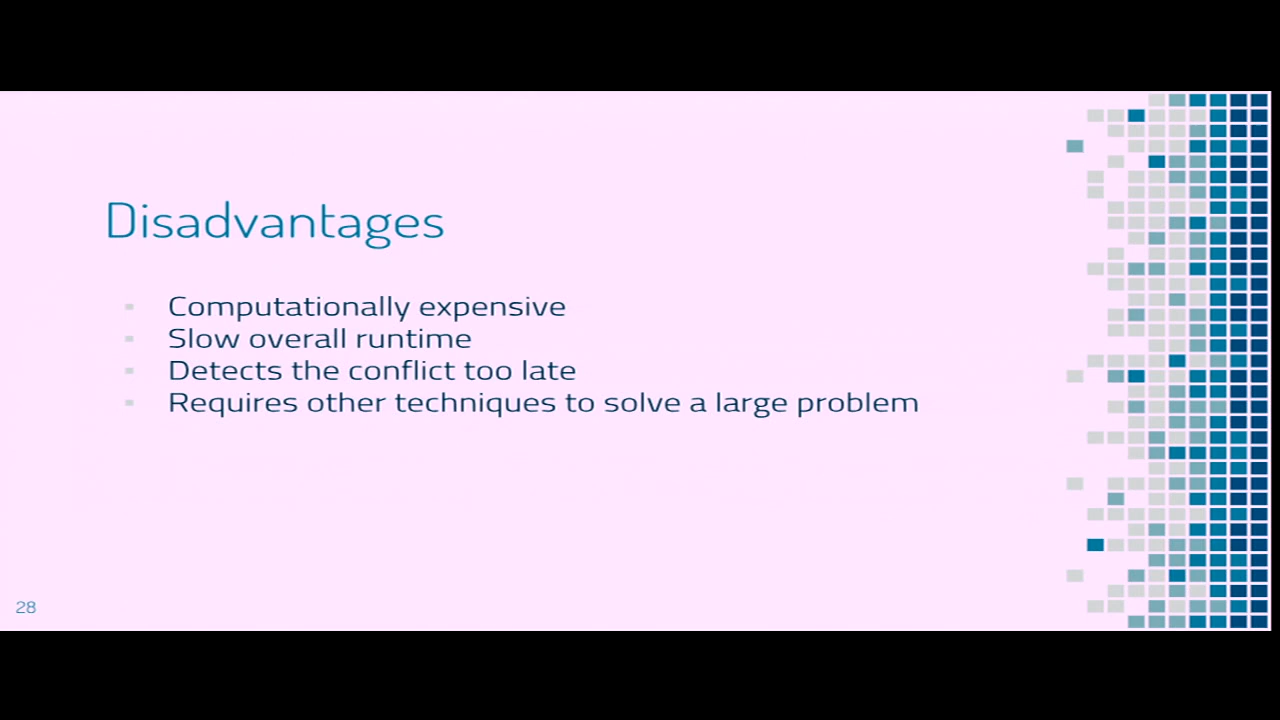 Disadvantages
Computationally expensive
Slow overall runtime
Detects the conflict too late
Requires other techniques to solve a large problem
28